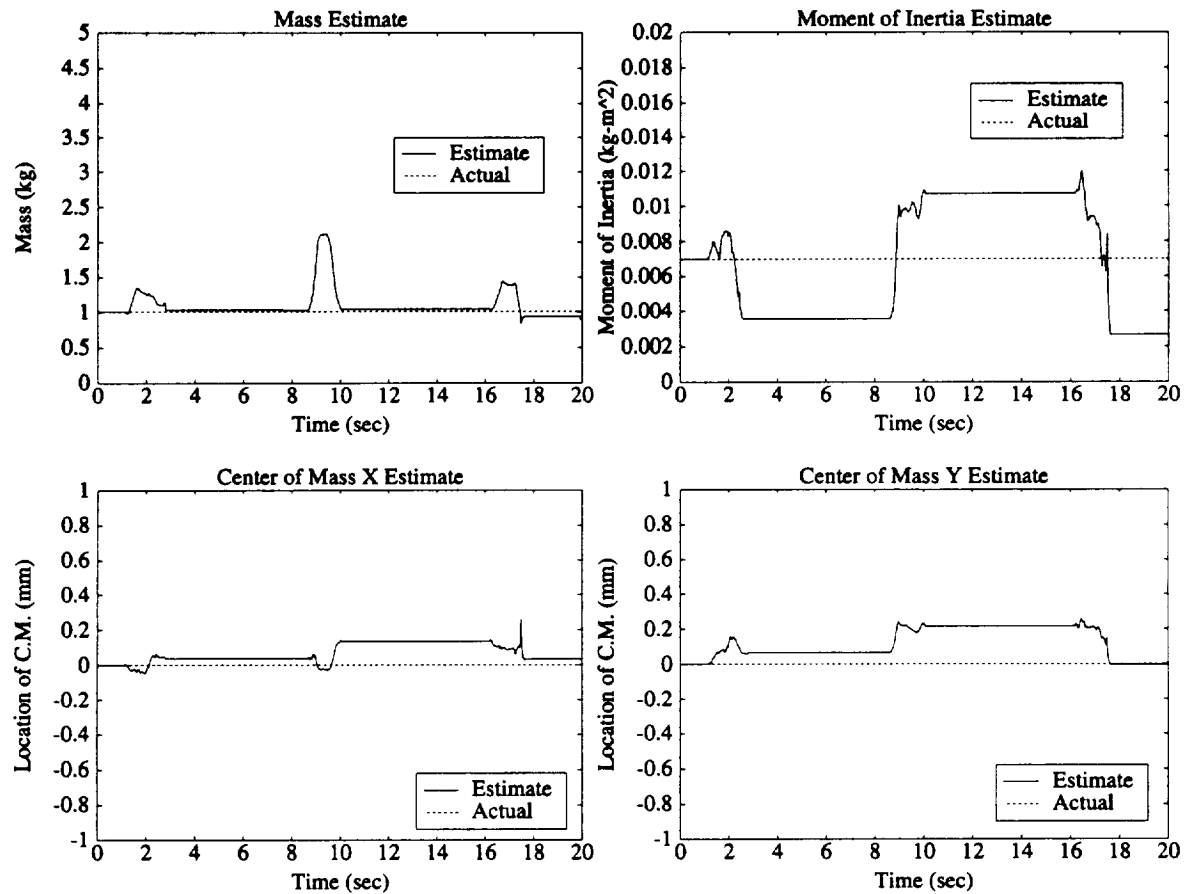 Mass Estimate
5
4.5
4
3.5
3
2.5
2
1.5
1
0.5
0
Mass (kg)
Estimate
Actual
0 2 4 6 8 10 12 14 16 18 20
Time (sec)
Moment of Inertia Estimate
0.02
0.018
0.016
0.014
0.012
0.01
0.008
0.006
0.004
0.002
0
Moment of Inertia (kg-m^2)
Estimate
Actual
0 2 4 6 8 10 12 14 16 18 20
Time (sec)
Center of Mass X Estimate
1
0.8
0.6
0.4
0.2
0
-0.2
-0.4
-0.6
-0.8
-1
Location of C.M. (mm)
Estimate
Actual
0 2 4 6 8 10 12 14 16 18 20
Time (sec)
Center of Mass Y Estimate
1
0.8
0.6
0.4
0.2
0
-0.2
-0.4
-0.6
-0.8
-1
Location of C.M. (mm)
Estimate
Actual
0 2 4 6 8 10 12 14 16 18 20
Time (sec)